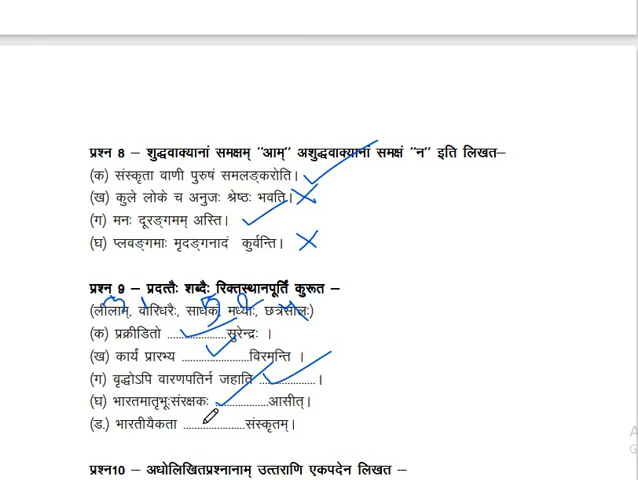 प्रश्न 8 – शुद्धवाक्यानां समक्षम् "आम्" अशुद्धवाक्यानां समक्षं "न" इति लिखत–
(क) संस्कृता वाणी पुरुषं समलङ्करोति।
(ख) कुले लोके च अनुजः श्रेष्ठः भवति।
(ग) मनः दूरङ्गमम् अस्ति।
(घ) प्लवङ्गमाः मृदङ्गनादं कुर्वन्ति।
प्रश्न 9 – प्रदत्तैः शब्दैः रिक्तस्थानपूर्तिं कुरूत –
(लीलाम्, वारिधरैः, साधकं, मध्याः, छत्रसालः)
(क) प्रक्रीडितो ..................सुरेन्द्रः ।
(ख) कार्यं प्रारभ्य ....................विरमन्ति ।
(ग) वृद्धोऽपि वारणपतिर्न जहाति .................।
(घ) भारतमातृभूःसंरक्षकः ................आसीत्।
(ड.) भारतीयैकता ..................संस्कृतम्।
प्रश्न10 – अधोलिखितप्रश्नानाम् उत्तराणि एकपदेन लिखत –